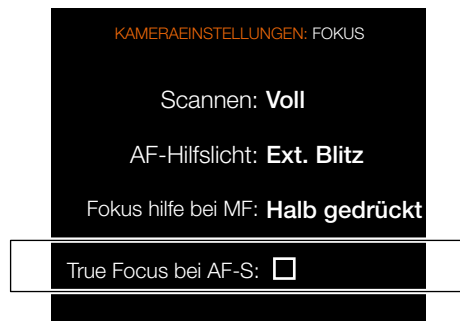 KAMERAEINSTELLUNGEN: FOKUS
Scannen: Voll
AF-Hilfslicht: Ext. Blitz
Fokus hilfe bei MF: Halb gedrückt
True Focus bei AF-S: